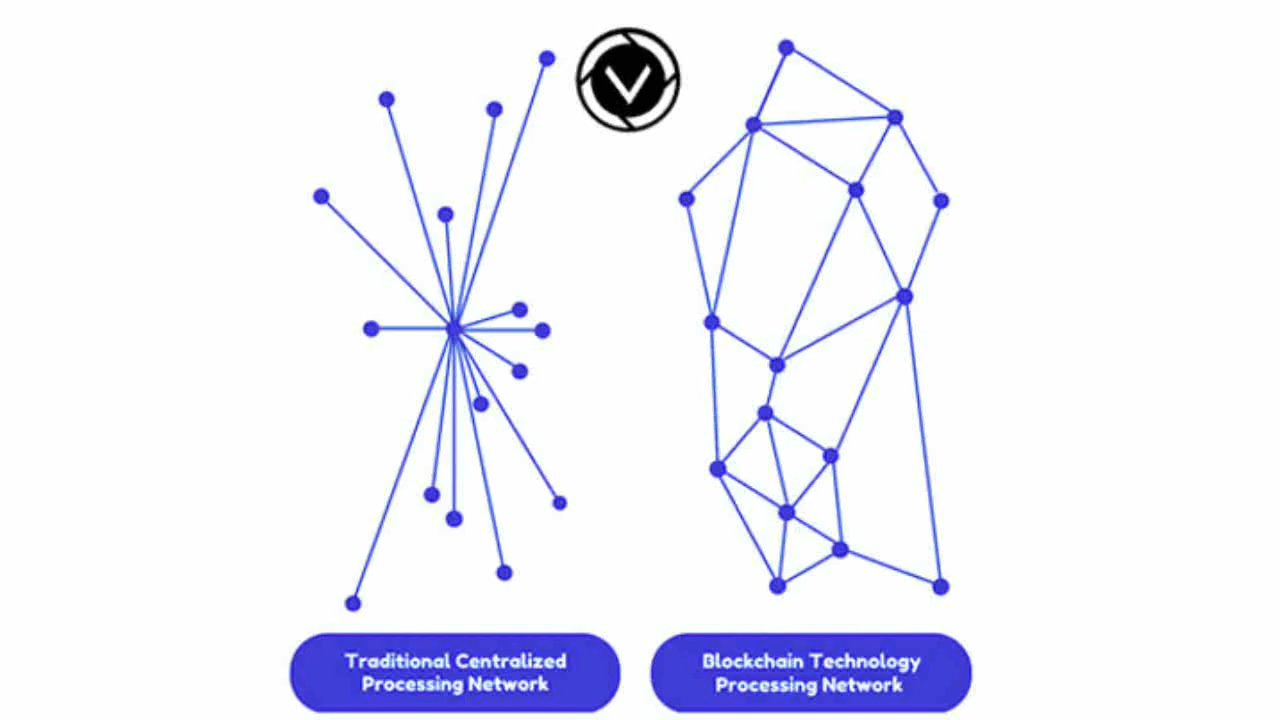 Traditional Centralized
Processing Network
Blockchain Technology
Processing Network